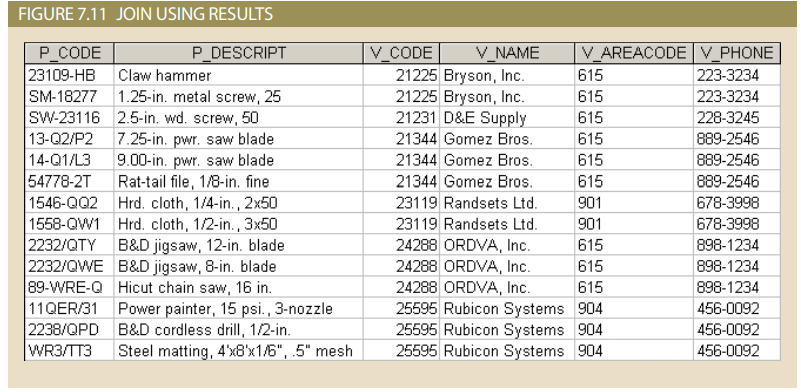 FIGURE 7.11 JOIN USING RESULTS
P_CODE P_DESCRIPT V_CODE V_NAME V_AREACODE V_PHONE
23109-HB Claw hammer 21225 Bryson, Inc. 615 223-3234
SM-18277 1.25-in. metal screw, 25 21225 Bryson, Inc. 615 223-3234
SW-23116 2.5-in. wd. screw, 50 21231 D&E Supply 615 228-3245
13-Q2/P2 7.25-in. pwr. saw blade 21344 Gomez Bros. 615 889-2546
14-Q1/L3 9.00-in. pwr. saw blade 21344 Gomez Bros. 615 889-2546
54778-2T Rat-tail file, 1/8-in. fine 21344 Gomez Bros. 615 889-2546
1546-QQ2 Hrd. cloth, 1/4-in., 2x50 23119 Randsets Ltd. 901 678-3998
1558-QW1 Hrd. cloth, 1/2-in., 3x50 23119 Randsets Ltd. 901 678-3998
2232/QTY B&D jigsaw, 12-in. blade 24288 ORDVA, Inc. 615 898-1234
2232/QWE B&D jigsaw, 8-in. blade 24288 ORDVA, Inc. 615 898-1234
89-WRE-Q Hicut chain saw, 16 in. 24288 ORDVA, Inc. 615 898-1234
11QER/31 Power painter, 15 psi., 3-nozzle 25595 Rubicon Systems 904 456-0092
2238/QPD B&D cordless drill, 1/2-in. 25595 Rubicon Systems 904 456-0092
WR3/TT3 Steel matting, 4'x8'x1/6", .5" mesh 25595 Rubicon Systems 904 456-0092